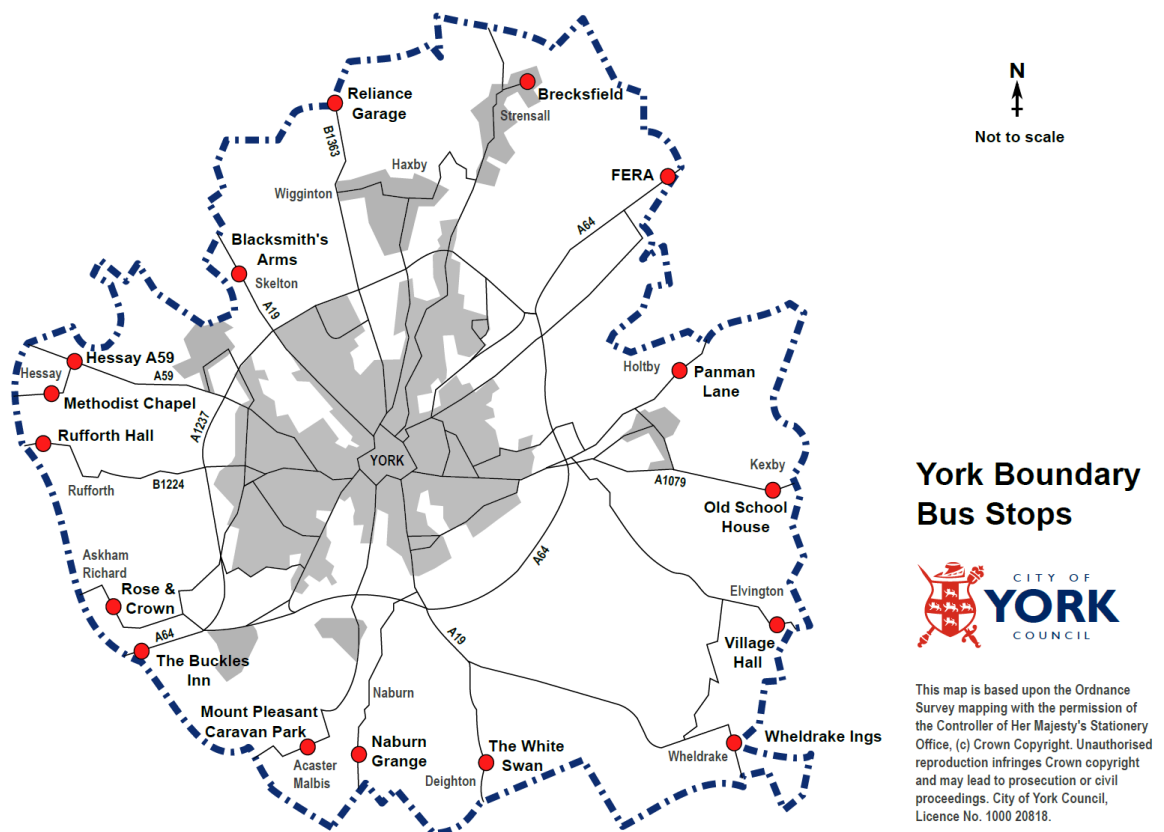 Reliance
Garage
Brecksfield
Strensall
B1363
Haxby
Wigginton
FERA
A64
N
Not to scale
Blacksmith's
Arms
Skelton
A19
Hessay A59
Hessay
A59
Methodist Chapel
A1237
Holtby
Panman
Lane
Rufforth Hall
Rufforth
B1224
YORK
Kexby
A1079
Old School
House
York Boundary
Bus Stops
CITY OF
YORK
COUNCIL
Askham
Richard
Rose &
Crown
A64
A64
The Buckles
Inn
A19
Elvington
Village
Hall
Naburn
Mount Pleasant
Caravan Park
Acaster
Malbis
Naburn
Grange
The White
Swan
Deighton
Wheldrake
Wheldrake Ings
This map is based upon the Ordnance
Survey mapping with the permission of
the Controller of Her Majesty's Stationery
Office, (c) Crown Copyright. Unauthorised
reproduction infringes Crown copyright
and may lead to prosecution or civil
proceedings. City of York Council,
Licence No. 1000 20818.